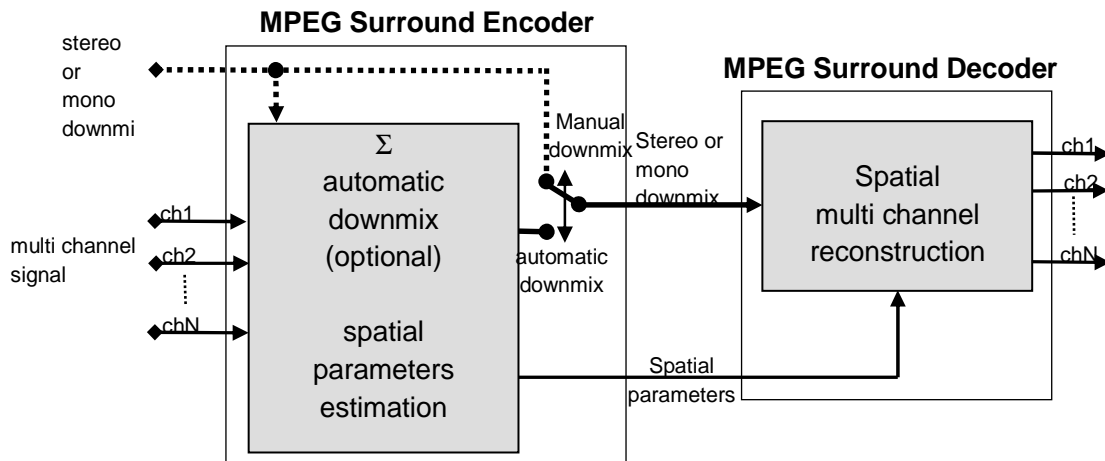 MPEG Surround Encoder
stereo
or
mono
downmi
MPEG Surround Decoder
Σ
automatic
downmix
(optional)
spatial
parameters
estimation
multi channel
signal
ch1
ch2
chN
Manual
downmix
automatic
downmix
Stereo or
mono
downmix
Spatial
parameters
Spatial
multi channel
reconstruction
ch1
ch2
chN